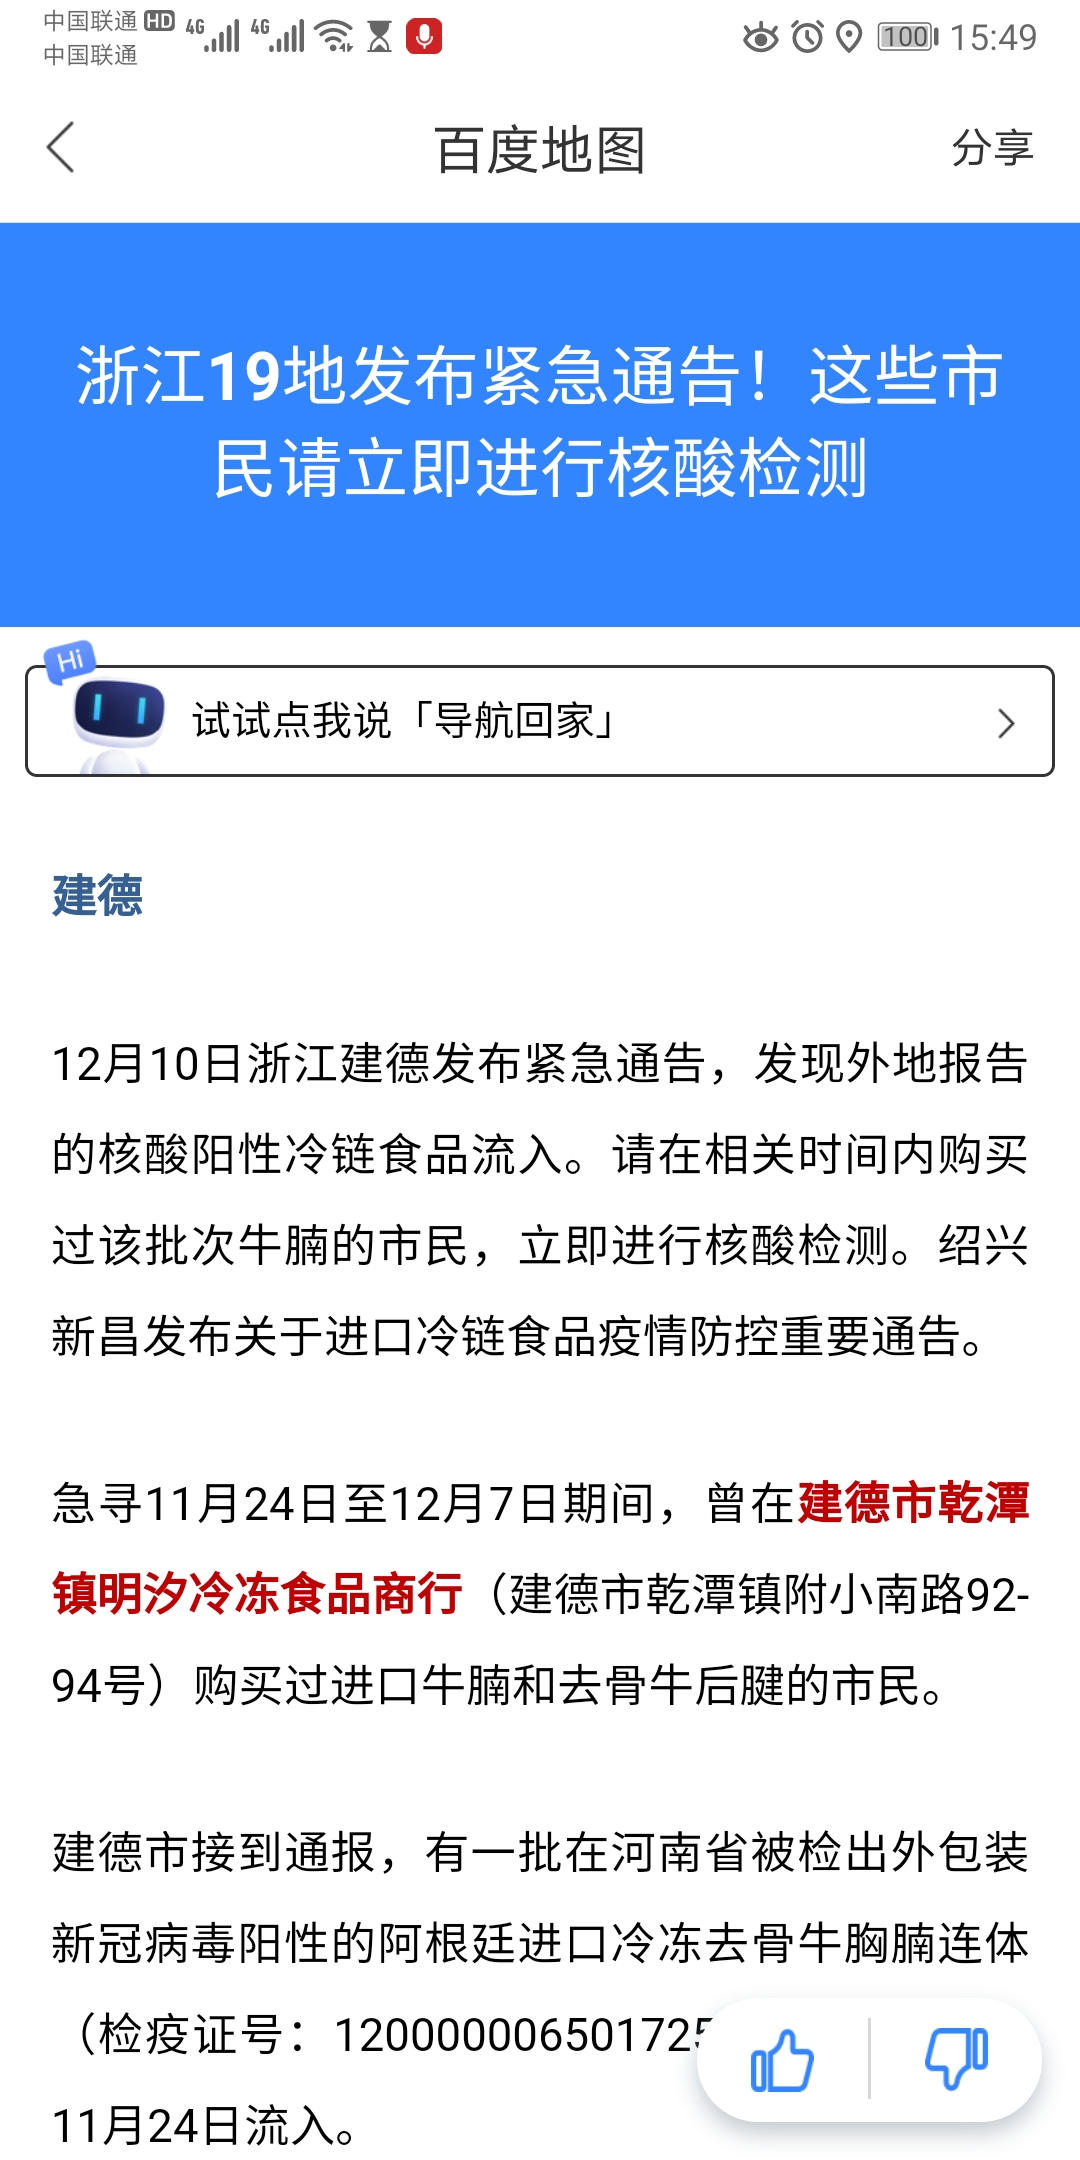 中国联通 HD 4G 4G 100 15:49
中国联通
百度地图
分享
浙江19地发布紧急通告！这些市
民请立即进行核酸检测
Hi
试试点我说「导航回家」
建德
12月10日浙江建德发布紧急通告，发现外地报告
的核酸阳性冷链食品流入。请在相关时间内购买
过该批次牛腩的市民，立即进行核酸检测。绍兴
新昌发布关于进口冷链食品疫情防控重要通告。
急寻11月24日至12月7日期间，曾在建德市乾潭
镇明汐冷冻食品商行（建德市乾潭镇附小南路92-
94号）购买过进口牛腩和去骨牛后腱的市民。
建德市接到通报，有一批在河南省被检出外包装
新冠病毒阳性的阿根廷进口冷冻去骨牛胸腩连体
（检疫证号：120000006501725
11月24日流入。